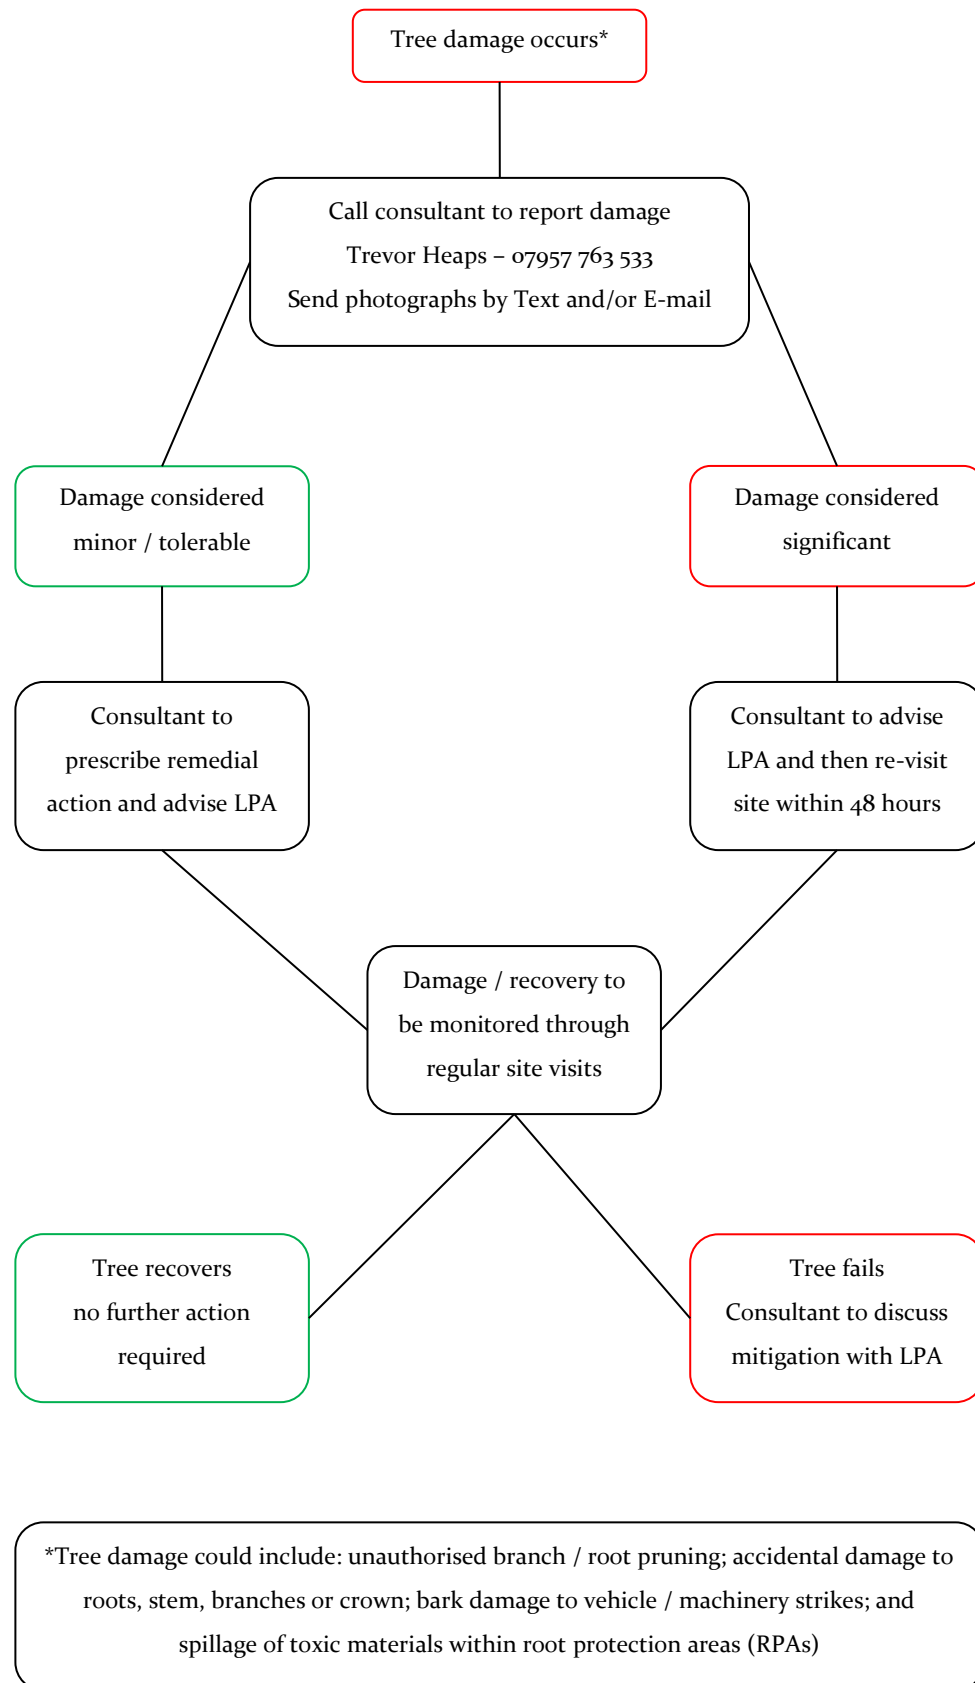 Tree damage occurs*
Call consultant to report damage
Trevor Heaps – 07957 763 533
Send photographs by Text and/or E-mail
Damage considered
minor / tolerable
Damage considered
significant
Consultant to
prescribe remedial
action and advise LPA
Consultant to advise
LPA and then re-visit
site within 48 hours
Damage / recovery to
be monitored through
regular site visits
Tree recovers
no further action
required
Tree fails
Consultant to discuss
mitigation with LPA
*Tree damage could include: unauthorised branch / root pruning; accidental damage to
roots, stem, branches or crown; bark damage to vehicle / machinery strikes; and
spillage of toxic materials within root protection areas (RPAs)